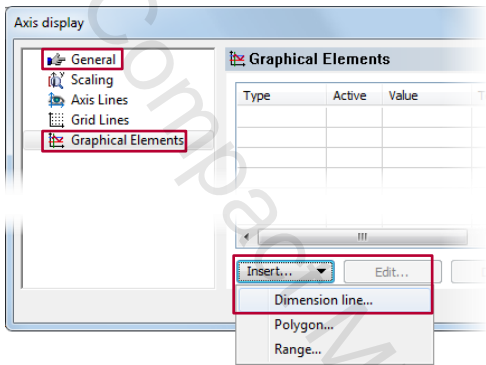 Axis display
General
Scaling
Axis Lines
Grid Lines
Graphical Elements
Graphical Elements
Type Active Value T
Insert... Edit...
Dimension line...
Polygon...
Range...
Compact M